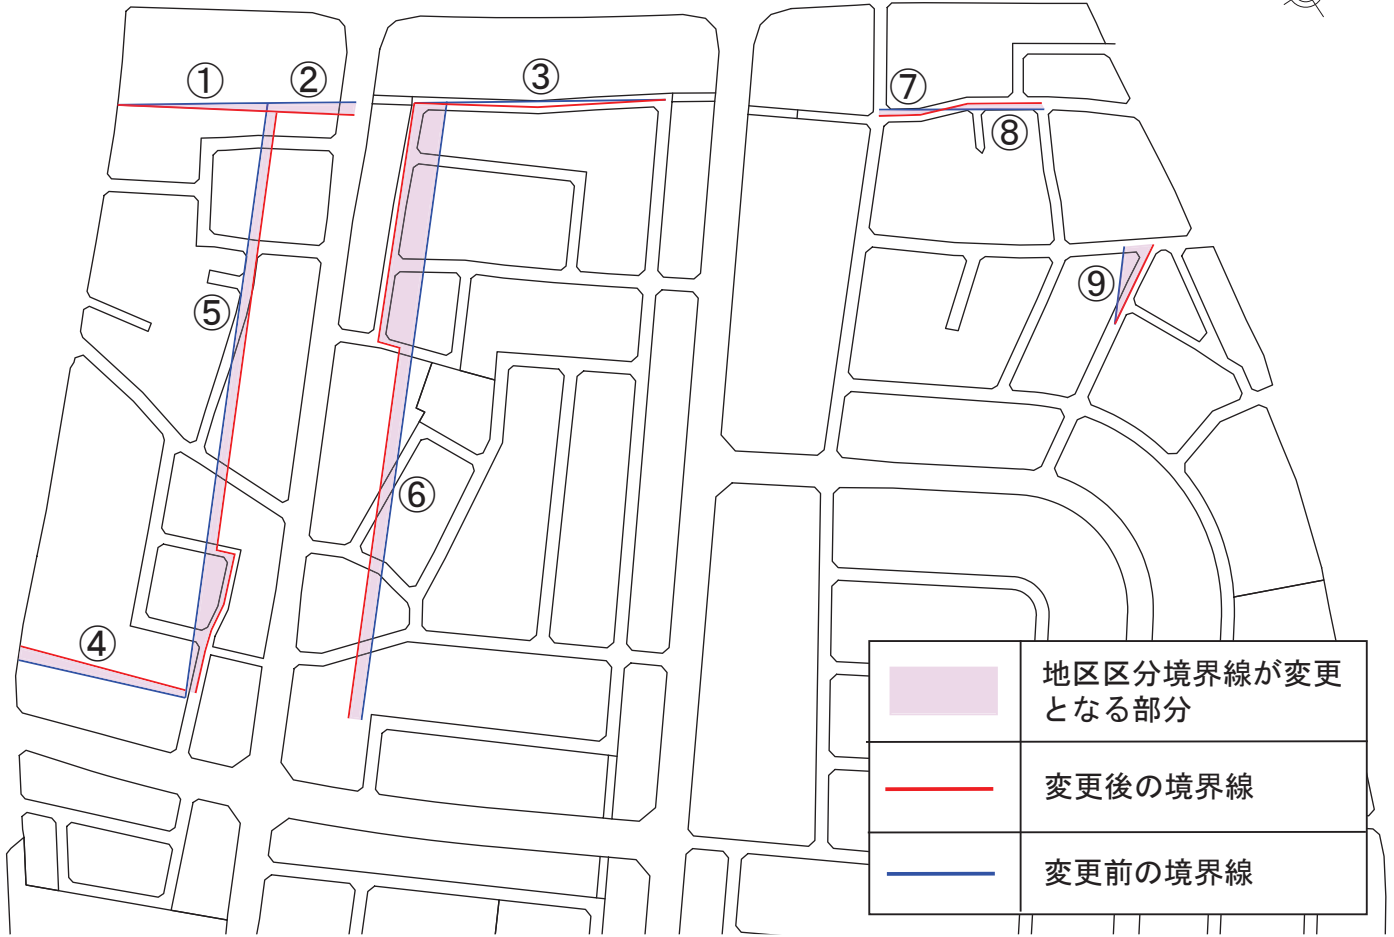 ①
②
③
⑦
⑧
⑨
⑤
⑥
④
地区区分境界線が変更
となる部分
変更後の境界線
変更前の境界線